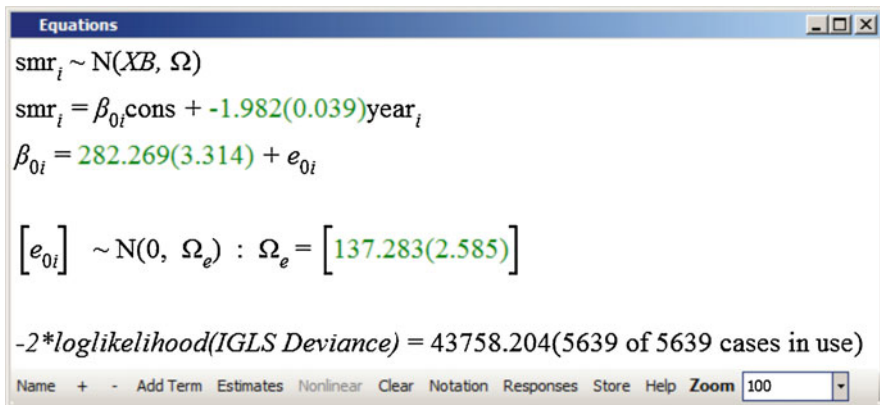 Equations
smr_i ~ N(XB, Ω)
smr_i = β_0i cons + -1.982(0.039)year_i
β_0i = 282.269(3.314) + e_0i
[e_0i] ~ N(0, Ω_e) : Ω_e = [137.283(2.585)]
-2*loglikelihood(IGLS Deviance) = 43758.204(5639 of 5639 cases in use)
Name + - Add Term Estimates Nonlinear Clear Notation Responses Store Help Zoom 100